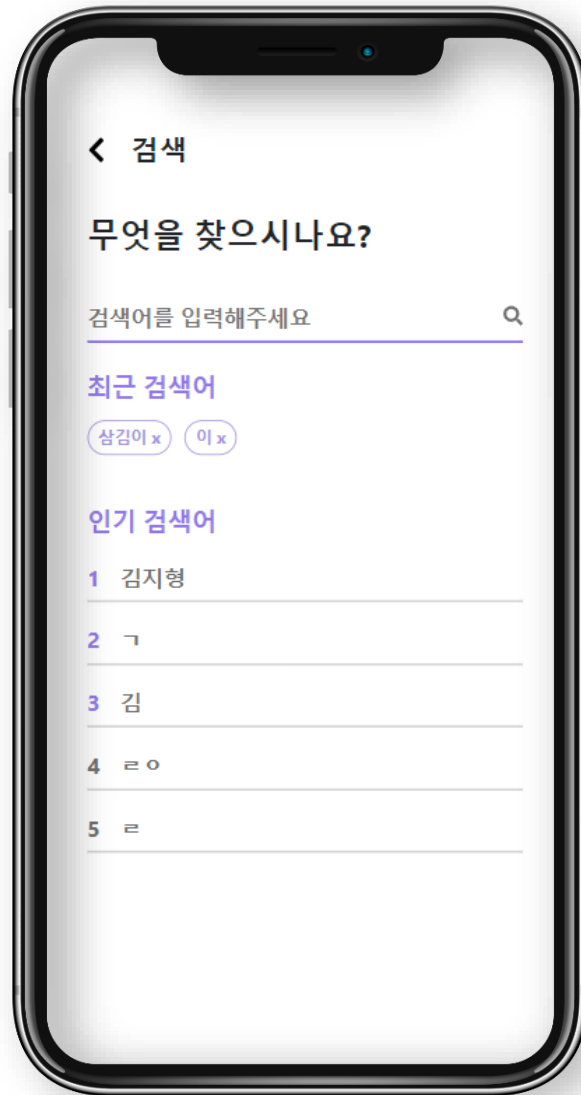 검색
무엇을 찾으시나요?
검색어를 입력해주세요
최근 검색어
삼김이 x 이 x
인기 검색어
1 김지형
2 ㄱ
3 김
4 ㄹㅇ
5 ㄹ